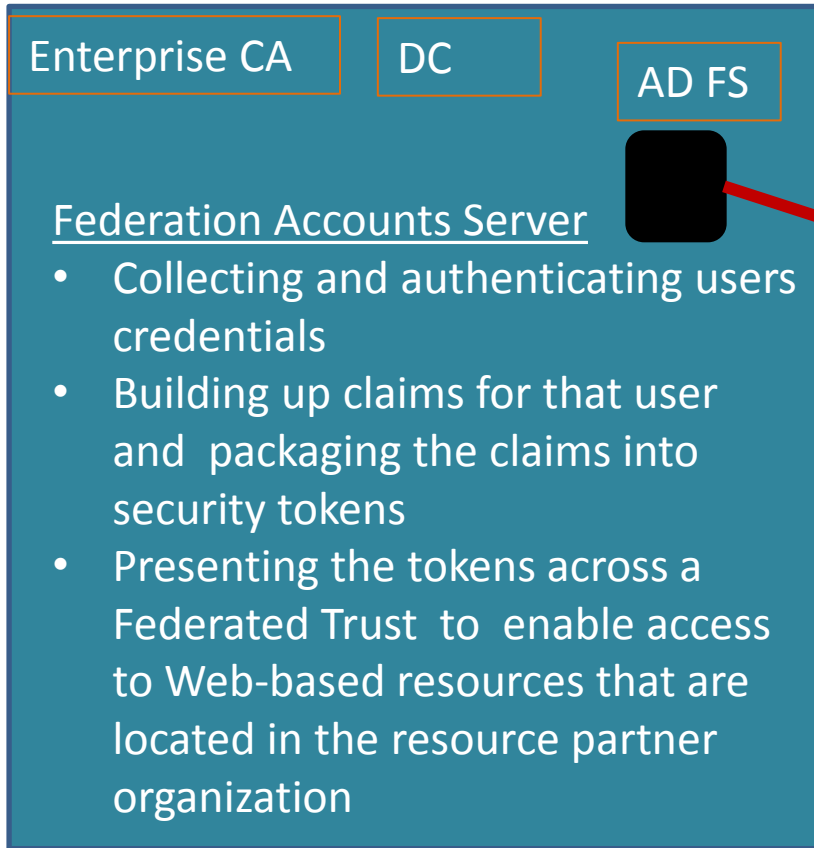 Enterprise CA
DC
AD FS
Federation Accounts Server
• Collecting and authenticating users
credentials
• Building up claims for that user
and packaging the claims into
security tokens
• Presenting the tokens across a
Federated Trust to enable access
to Web-based resources that are
located in the resource partner
organization